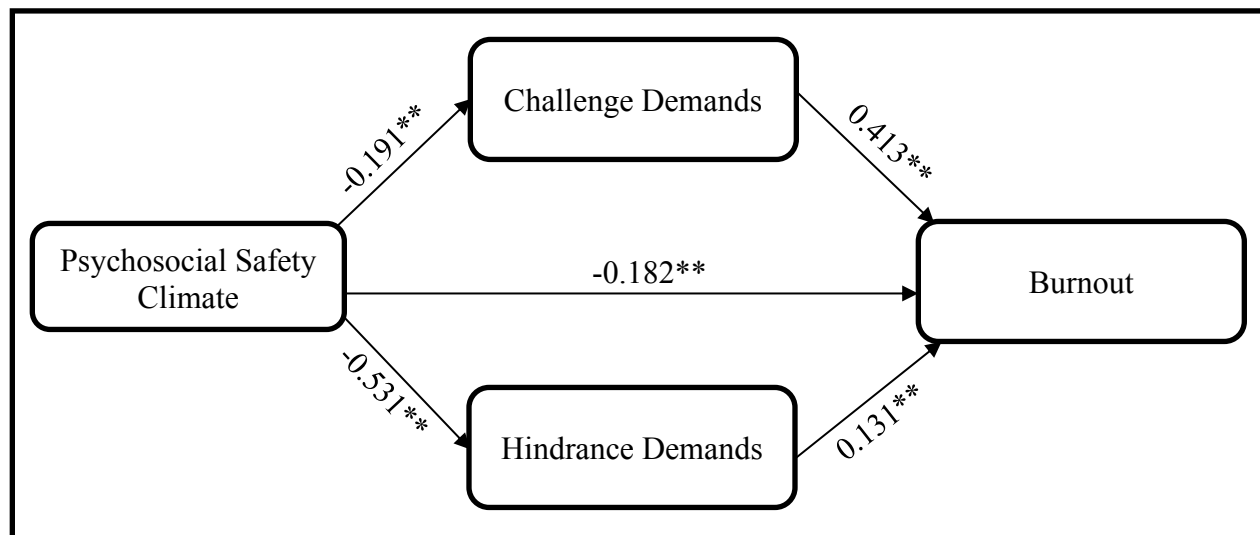 Challenge Demands
-0.191**
0.413**
Psychosocial Safety
Climate
-0.182**
Burnout
-0.531**
0.131**
Hindrance Demands